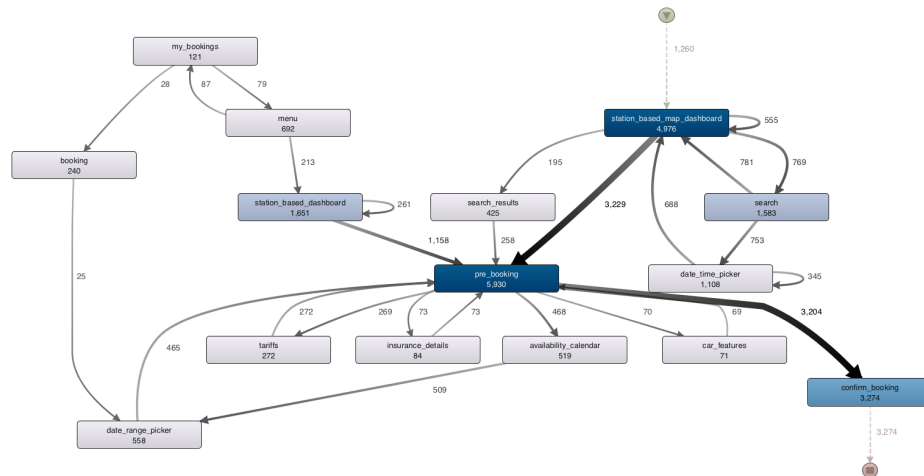 my_bookings
121
1,260
28
87
79
menu
692
station_based_map_dashboard
4,976
555
booking
240
213
195
781
769
station_based_dashboard
1,651
261
search_results
425
3,229
688
search
1,583
1,158
258
753
25
pre_booking
5,930
date_time_picker
1,108
345
465
272
269
73
73
468
70
69
3,204
tariffs
272
insurance_details
84
availability_calendar
519
car_features
71
509
confirm_booking
3,274
date_range_picker
558
3,274